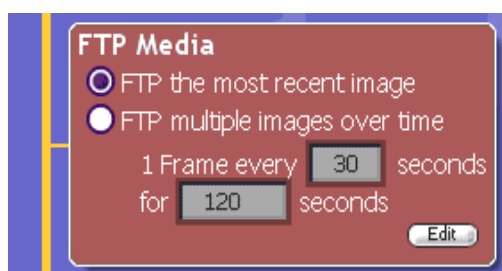 FTP Media
FTP the most recent image
FTP multiple images over time
1 Frame every 30 seconds
for 120 seconds
Edit